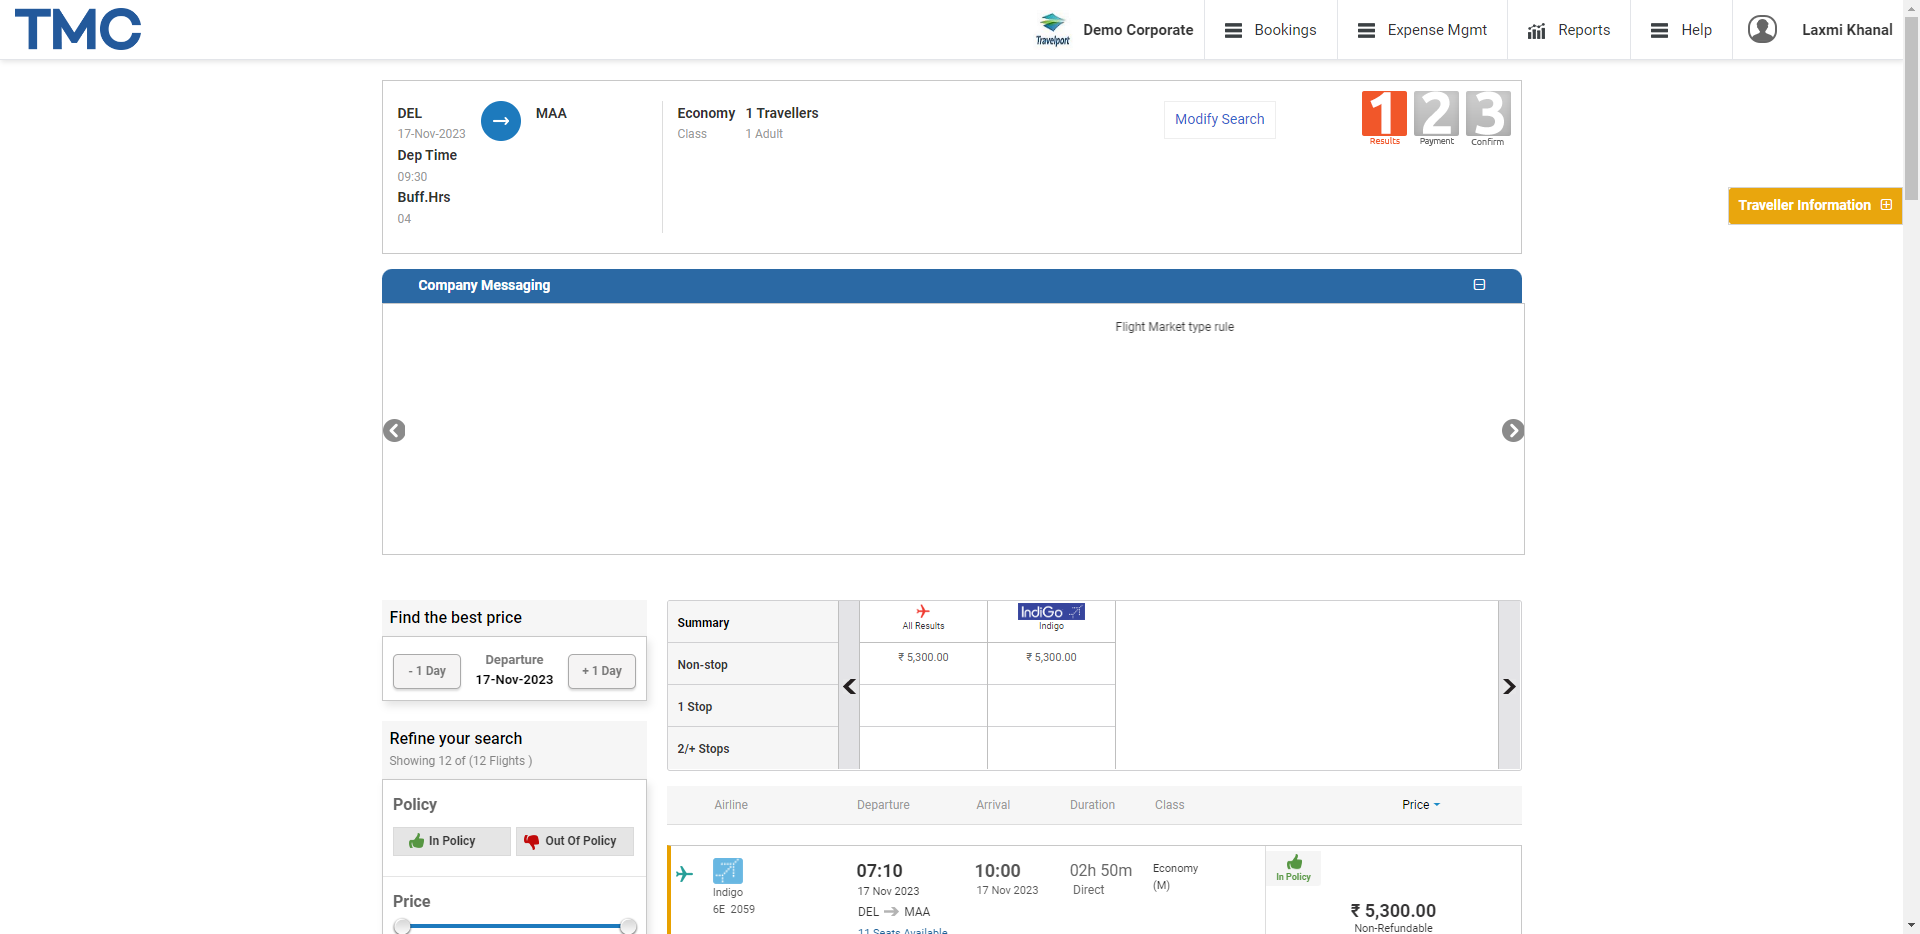 TMC
Travelport
Demo Corporate
Bookings
Expense Mgmt
Reports
Help
Laxmi Khanal
DEL
17-Nov-2023
MAA
Dep Time
09:30
Buff.Hrs
04
Economy
Class
1 Travellers
1 Adult
Modify Search
1
Results
2
Payment
3
Confirm
Traveller Information
Company Messaging
Flight Market type rule
Find the best price
- 1 Day
Departure
17-Nov-2023
+ 1 Day
Refine your search
Showing 12 of (12 Flights )
Policy
In Policy
Out Of Policy
Price
Summary
All Results
IndiGo
Indigo
Non-stop
₹ 5,300.00
₹ 5,300.00
1 Stop
2/+ Stops
Airline
Departure
Arrival
Duration
Class
Price
Indigo
6E 2059
07:10
17 Nov 2023
DEL MAA
11 Seats Available
10:00
17 Nov 2023
02h 50m
Direct
Economy
(M)
In Policy
₹ 5,300.00
Non-Refundable